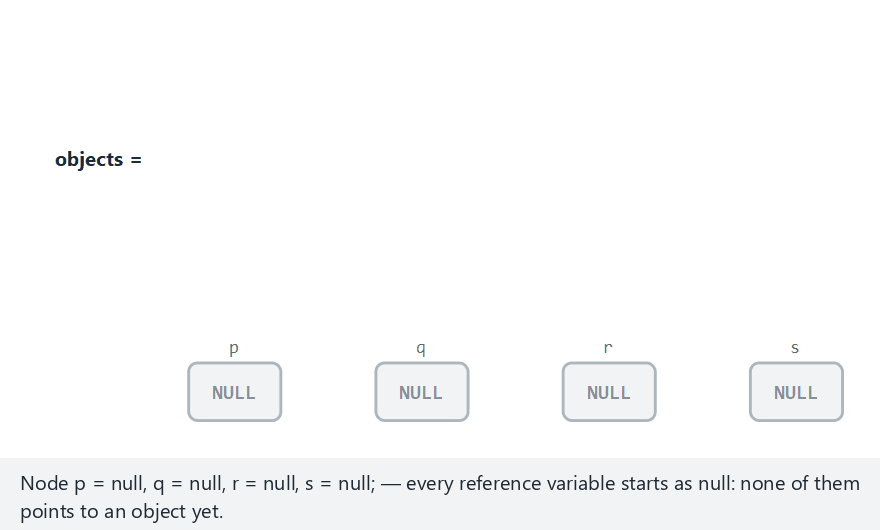 objects =
p q r s
NULL NULL NULL NULL
Node p = null, q = null, r = null, s = null; — every reference variable starts as null: none of them
points to an object yet.